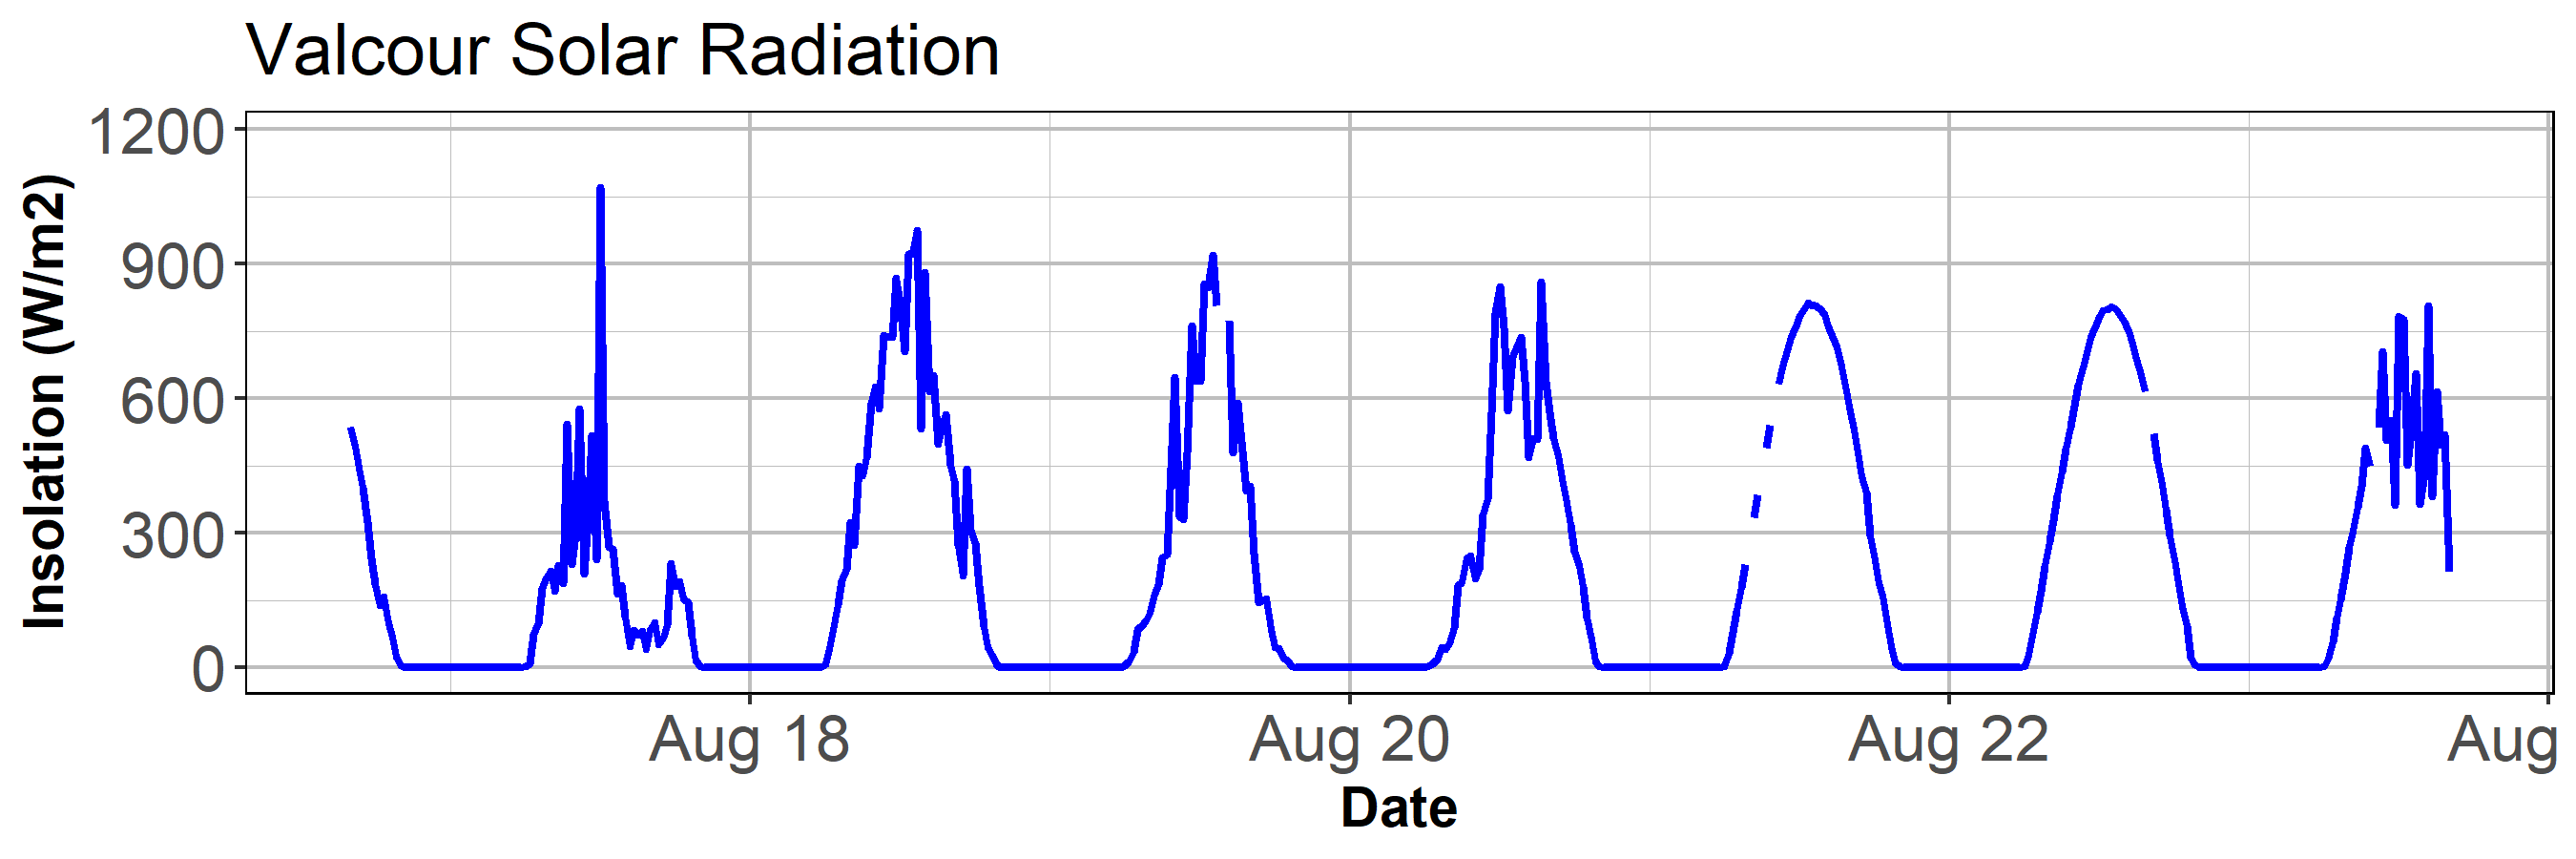 Valcour Solar Radiation
Insolation (W/m2)
1200
900
600
300
0
Aug 18
Aug 20
Aug 22
Aug
Date